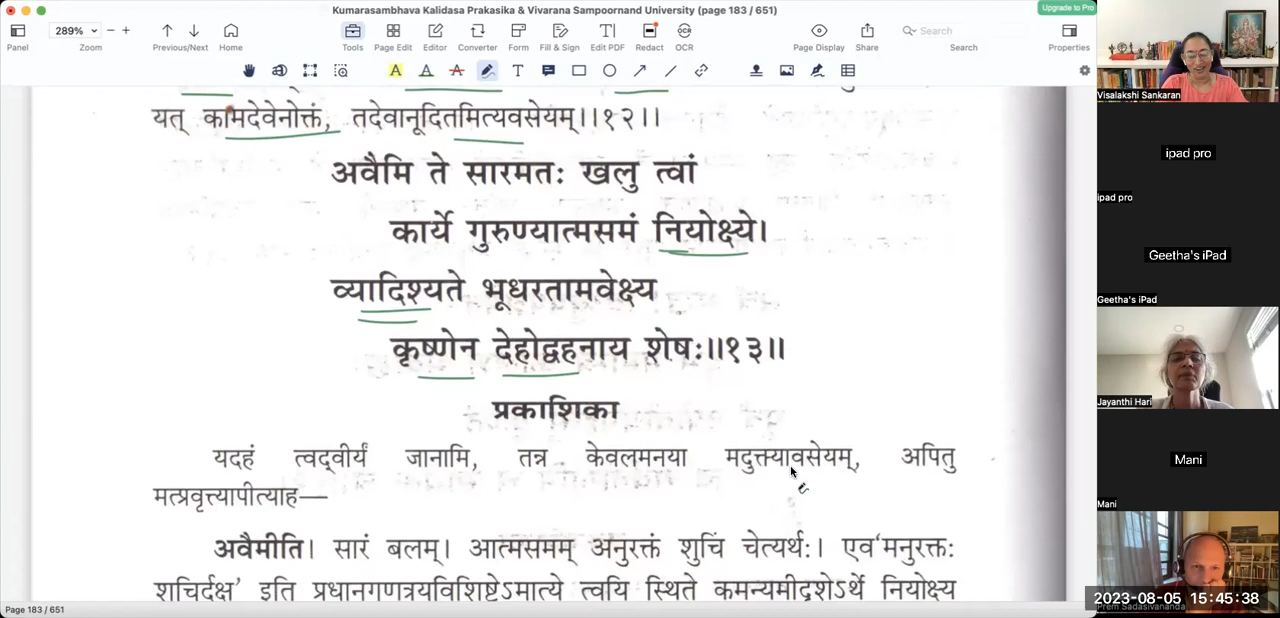 Kumarasambhava Kalidasa Prakasika & Vivarana Sampoornand University (page 183 / 651)
Upgrade to Pro
289%
Panel Zoom Previous/Next Home Tools Page Edit Editor Converter Form Fill & Sign Edit PDF Redact OCR Page Display Share Search Properties
Search
यत् कामदेवेनोक्तं, तदेवानूदितमित्यवसेयम्।।१२।।
अवैमि ते सारमतः खलु त्वां
कार्ये गुरुण्यात्मसमं नियोक्ष्ये।
व्यादिश्यते भूधरतामवेक्ष्य
कृष्णेन देहोद्वहनाय शेषः॥१३॥
प्रकाशिका
यदहं त्वद्वीर्यं जानामि, तन्न केवलमनया मदुक्त्यावसेयम्, अपितु
मत्प्रवृत्त्यापीत्याह—
अवैमीति। सारं बलम्। आत्मसमम् अनुरक्तं शुचिं चेत्यर्थः। एव‘मनुरक्तः
शुचिर्दक्ष’ इति प्रधानगुणत्रयविशिष्टेऽमात्ये त्वयि स्थिते कमन्यमीदृशेऽर्थे नियोक्ष्य
Page 183 / 651
Visalakshi Sankaran
ipad pro
ipad pro
Geetha's iPad
Geetha's iPad
Jayanthi Hari
Mani
Mani
Prem Sadasivananda
2023-08-05 15:45:38